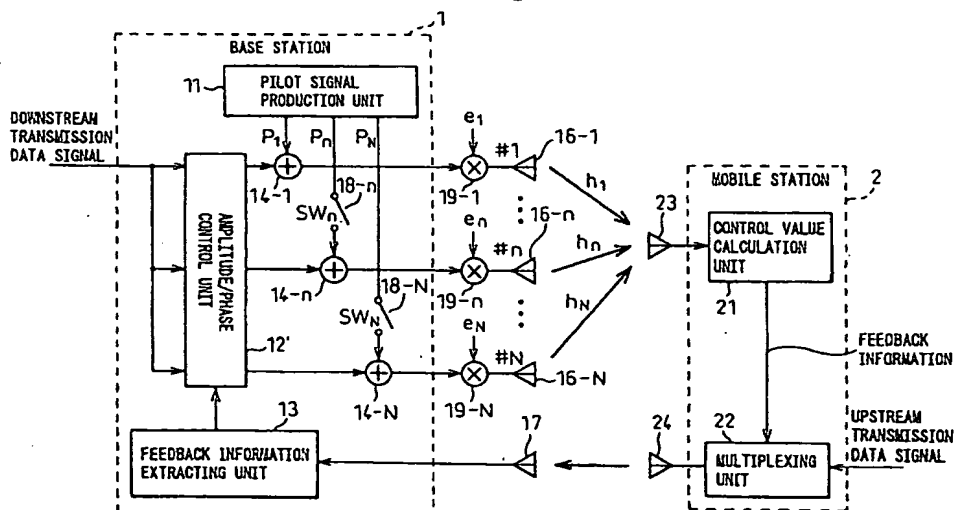 1
BASE STATION
11
PILOT SIGNAL
PRODUCTION UNIT
DOWNSTREAM
TRANSMISSION
DATA SIGNAL
P1 Pn PN
e1
#1
16-1
14-1
18-n
19-1
h1
MOBILE STATION
2
23
SWn
en
#n
16-n
hn
CONTROL VALUE
CALCULATION
UNIT
21
AMPLITUDE/PHASE
CONTROL UNIT
14-n
18-N
19-n
hN
SWN
eN
#N
12'
14-N
19-N
16-N
FEEDBACK
INFORMATION
13
FEEDBACK INFORMATION
EXTRACTING UNIT
17
24
22
MULTIPLEXING
UNIT
UPSTREAM
TRANSMISSION
DATA SIGNAL